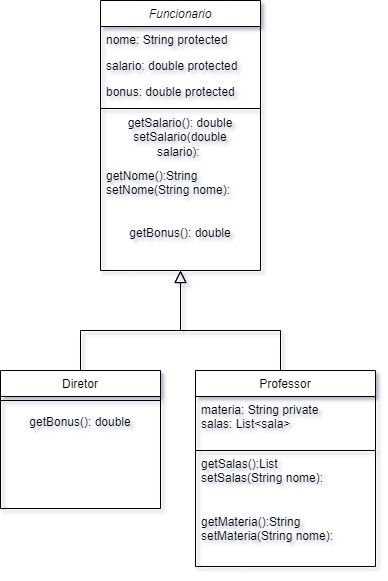 Funcionario
nome: String protected
salario: double protected
bonus: double protected
getSalario(): double
setSalario(double
salario):
getNome():String
setNome(String nome):
getBonus(): double
Diretor
getBonus(): double
Professor
materia: String private
salas: List<sala>
getSalas():List
setSalas(String nome):
getMateria():String
setMateria(String nome):